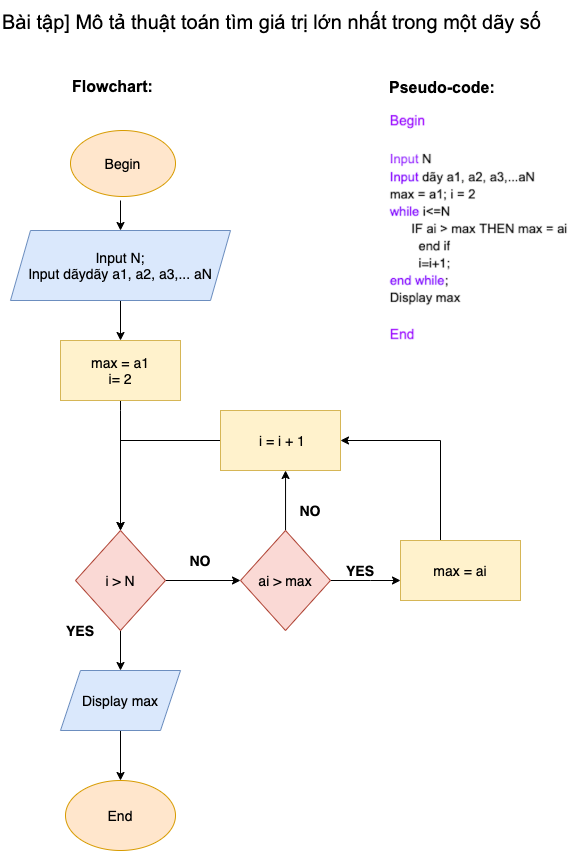 Bài tập] Mô tả thuật toán tìm giá trị lớn nhất trong một dãy số
Flowchart:
Begin
Input N;
Input dãydãy a1, a2, a3,... aN
max = a1
i= 2
i = i + 1
NO
i > N
NO
ai > max
YES
max = ai
YES
Display max
End
Pseudo-code:
Begin
Input N
Input dãy a1, a2, a3,...aN
max = a1; i = 2
while i<=N
IF ai > max THEN max = ai
end if
i=i+1;
end while;
Display max
End